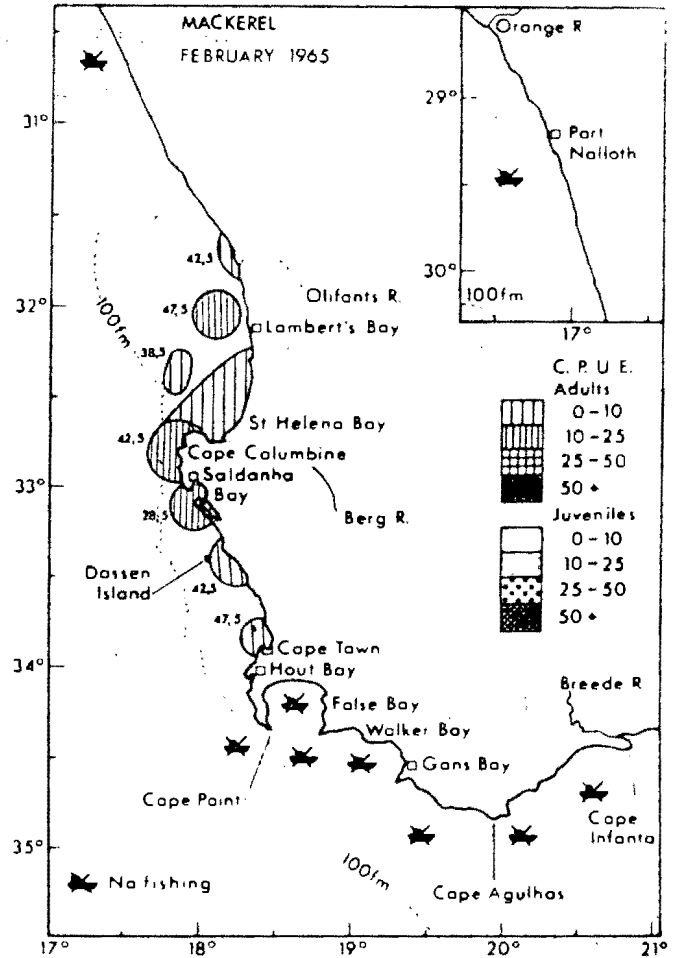 MACKEREL
FEBRUARY 1965
Orange R
29°
Part
Nalloth
30°
100fm
17°
31°
42,5
32°
47,5
Olifants R.
Lambert's Bay
100fm
38,5
St Helena Bay
42,5
Cape Columbine
33°
Saldanha
Bay
28,5
Berg R.
Dassen
Island
42,5
47,5
Cape Town
34°
Hout Bay
False Bay
Breede R
Walker Bay
Gans Bay
Cape Paint
Cape
Infanta
35°
100fm
Na fishing
Cape Agulhas
17°
18°
19°
20°
21°
C. P. U E.
Adults
0-10
10-25
25-50
50+
Juveniles
0-10
10-25
25-50
50+